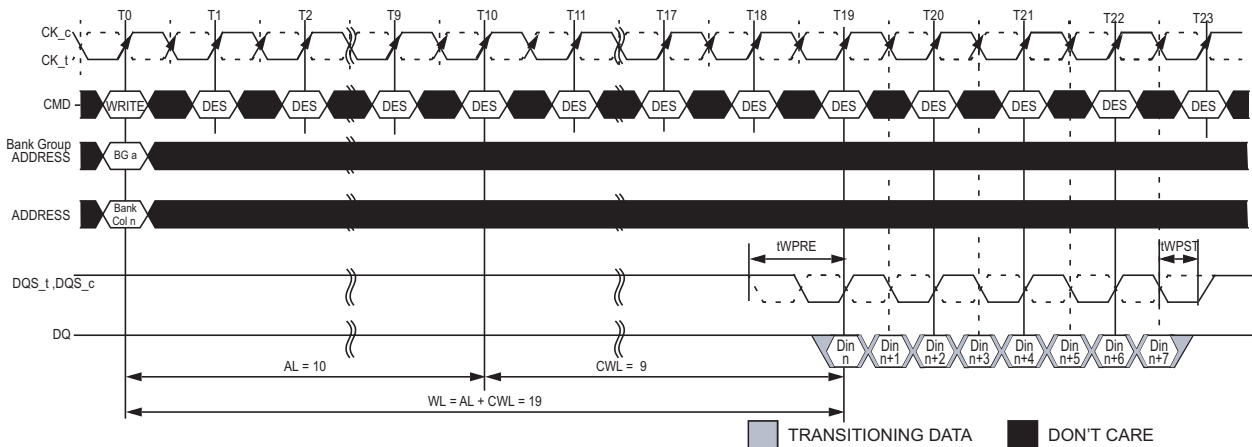 T0 T1 T2 T9 T10 T11 T17 T18 T19 T20 T21 T22 T23
CK_c
CK_t
CMD WRITE DES DES DES DES DES DES DES DES DES DES DES DES
Bank Group
ADDRESS BG a
ADDRESS Bank
Col n
tWPRE tWPST
DQS_t ,DQS_c
DQ Din
n Din
n+1 Din
n+2 Din
n+3 Din
n+4 Din
n+5 Din
n+6 Din
n+7
AL = 10 CWL = 9
WL = AL + CWL = 19
TRANSITIONING DATA DON'T CARE